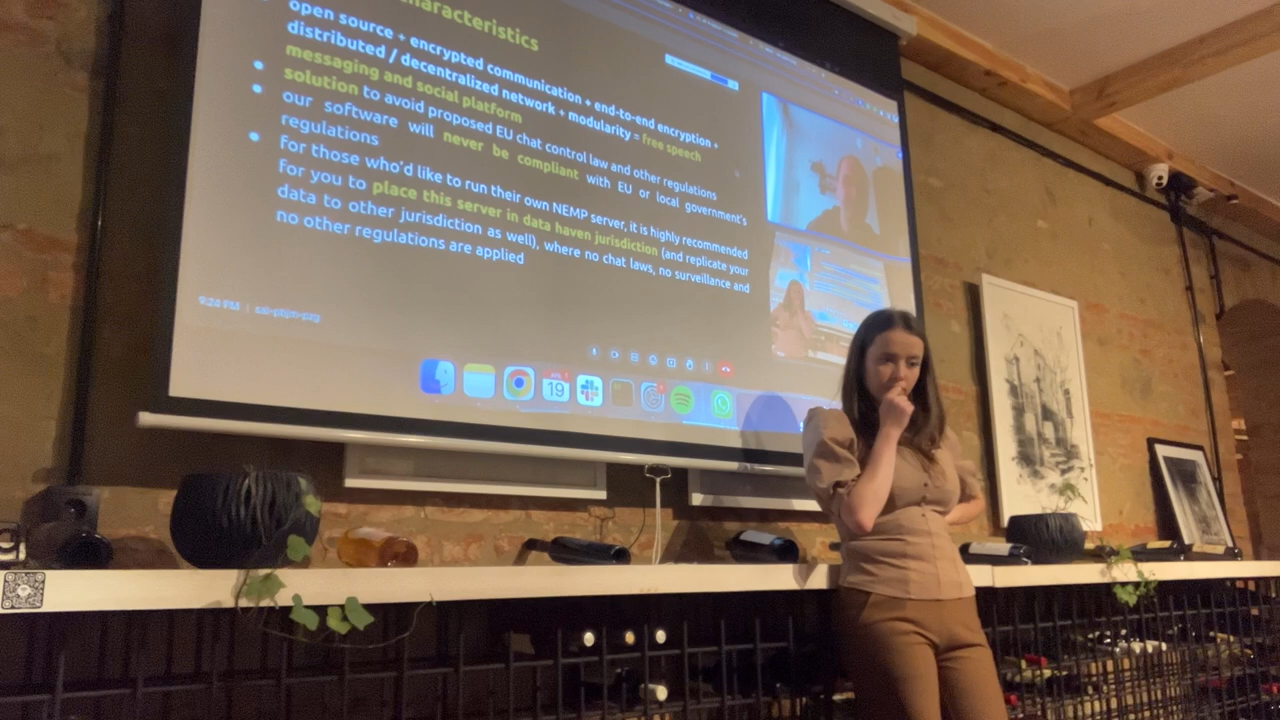 characteristics
open source + encrypted communication + end-to-end encryption +
distributed / decentralized network + modularity = free speech
messaging and social platform
solution to avoid proposed EU chat control law and other regulations
our software will never be compliant with EU or local government's
regulations
for those who'd like to run their own NEMP server, it is highly recommended
for you to place this server in data haven jurisdiction (and replicate your
data to other jurisdiction as well), where no chat laws, no surveillance and
no other regulations are applied
9:24 PM |
19